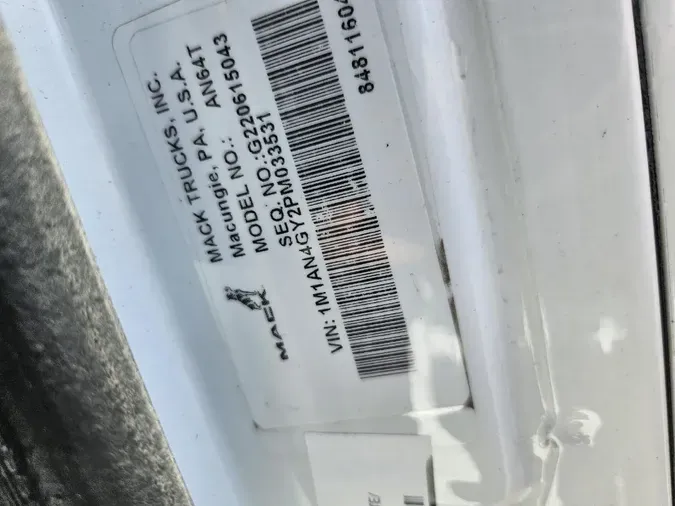 MACK TRUCKS, INC.
Macungie, PA, U.S.A.
MODEL NO.: AN64T
SEQ. NO.:G220615043
VIN: 1M1AN4GY2PM033531
MACK
84811604